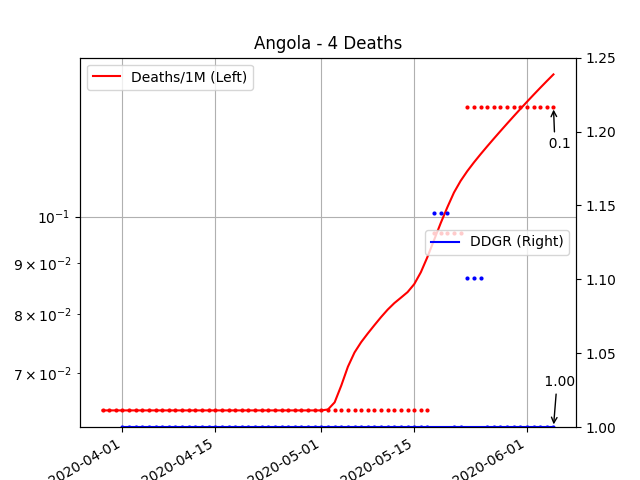 Angola - 4 Deaths
Deaths/1M (Left)
DDGR (Right)
0.1
1.00
10⁻¹
9 × 10⁻²
8 × 10⁻²
7 × 10⁻²
1.25
1.20
1.15
1.10
1.05
1.00
2020-04-01
2020-04-15
2020-05-01
2020-05-15
2020-06-01